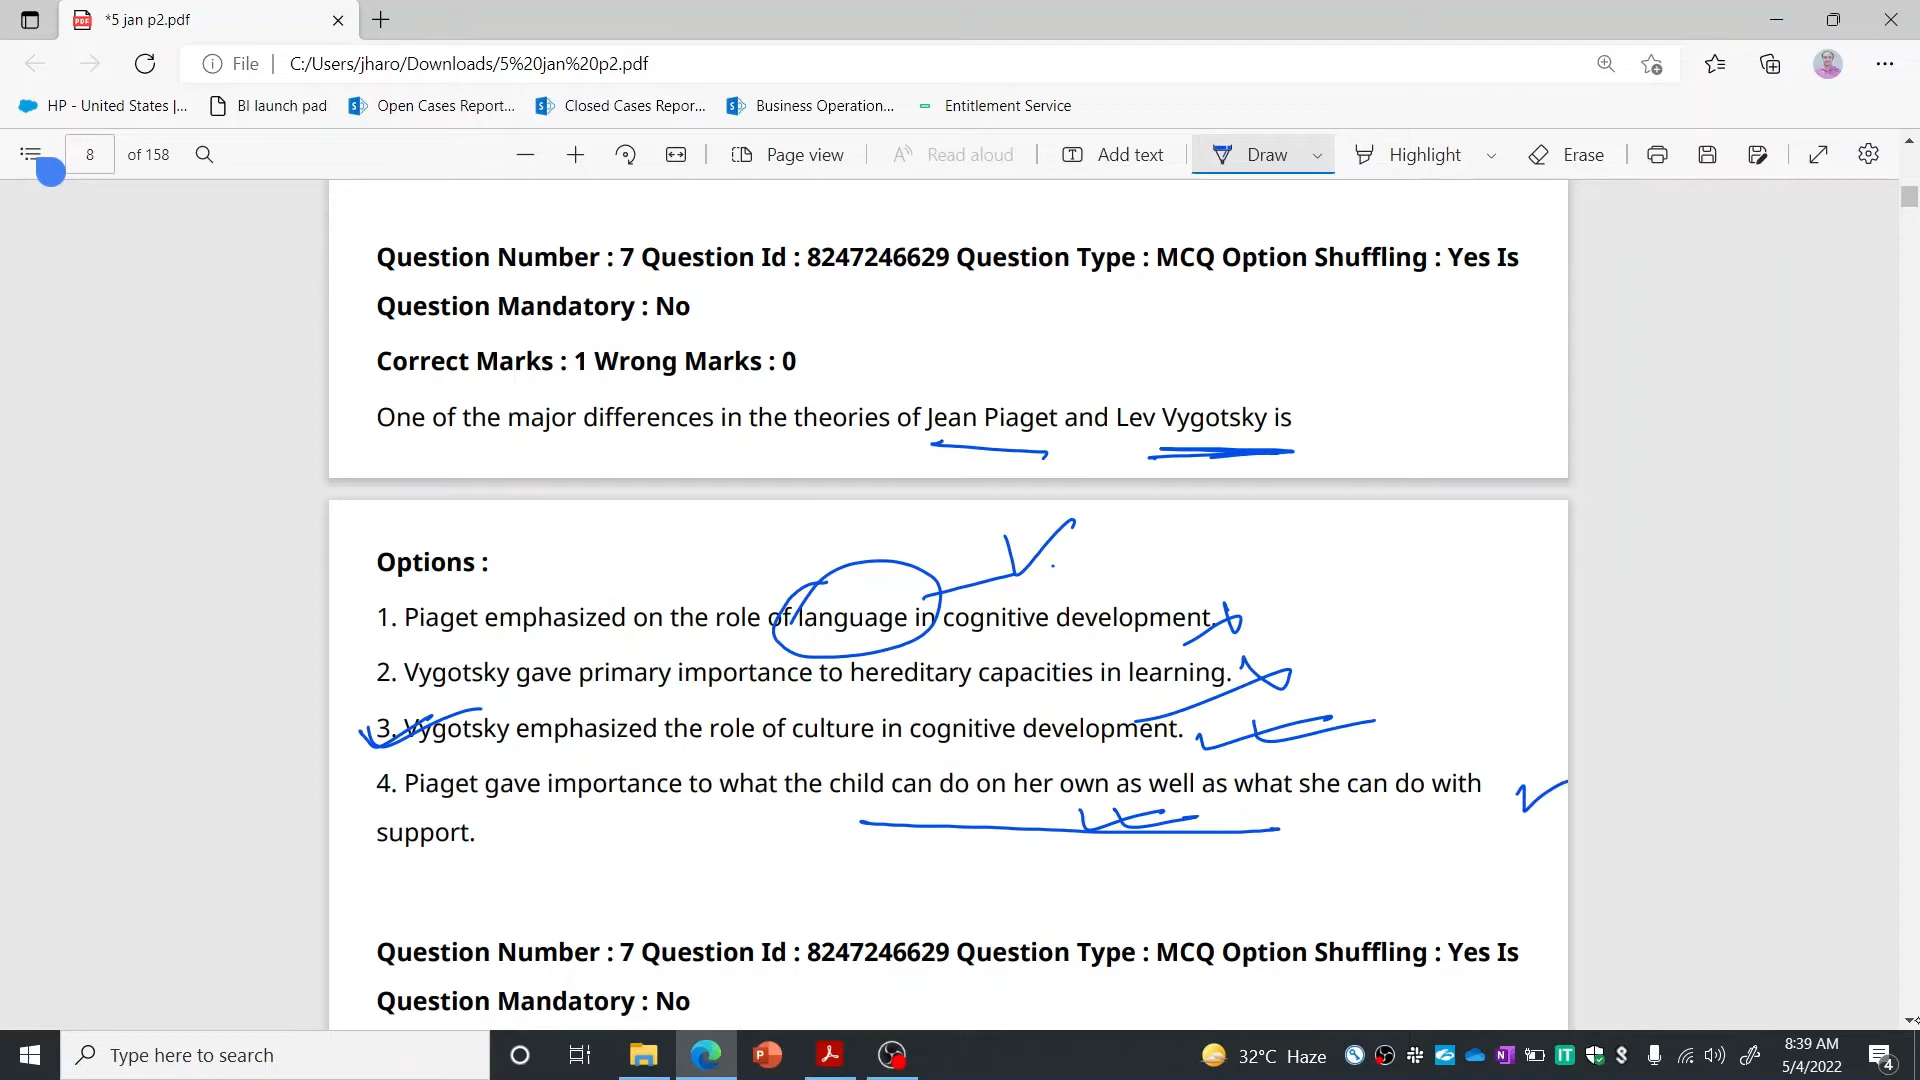 *5 jan p2.pdf
File
C:/Users/jharo/Downloads/5%20jan%20p2.pdf
HP - United States |...
BI launch pad
Open Cases Report...
Closed Cases Repor...
Business Operation...
Entitlement Service
8 of 158
Page view
Read aloud
Add text
Draw
Highlight
Erase
Question Number : 7 Question Id : 8247246629 Question Type : MCQ Option Shuffling : Yes Is
Question Mandatory : No
Correct Marks : 1 Wrong Marks : 0
One of the major differences in the theories of Jean Piaget and Lev Vygotsky is
Options :
1. Piaget emphasized on the role of language in cognitive development.
2. Vygotsky gave primary importance to hereditary capacities in learning.
3. Vygotsky emphasized the role of culture in cognitive development.
4. Piaget gave importance to what the child can do on her own as well as what she can do with
support.
Question Number : 7 Question Id : 8247246629 Question Type : MCQ Option Shuffling : Yes Is
Question Mandatory : No
Type here to search
32°C Haze
8:39 AM
5/4/2022
4